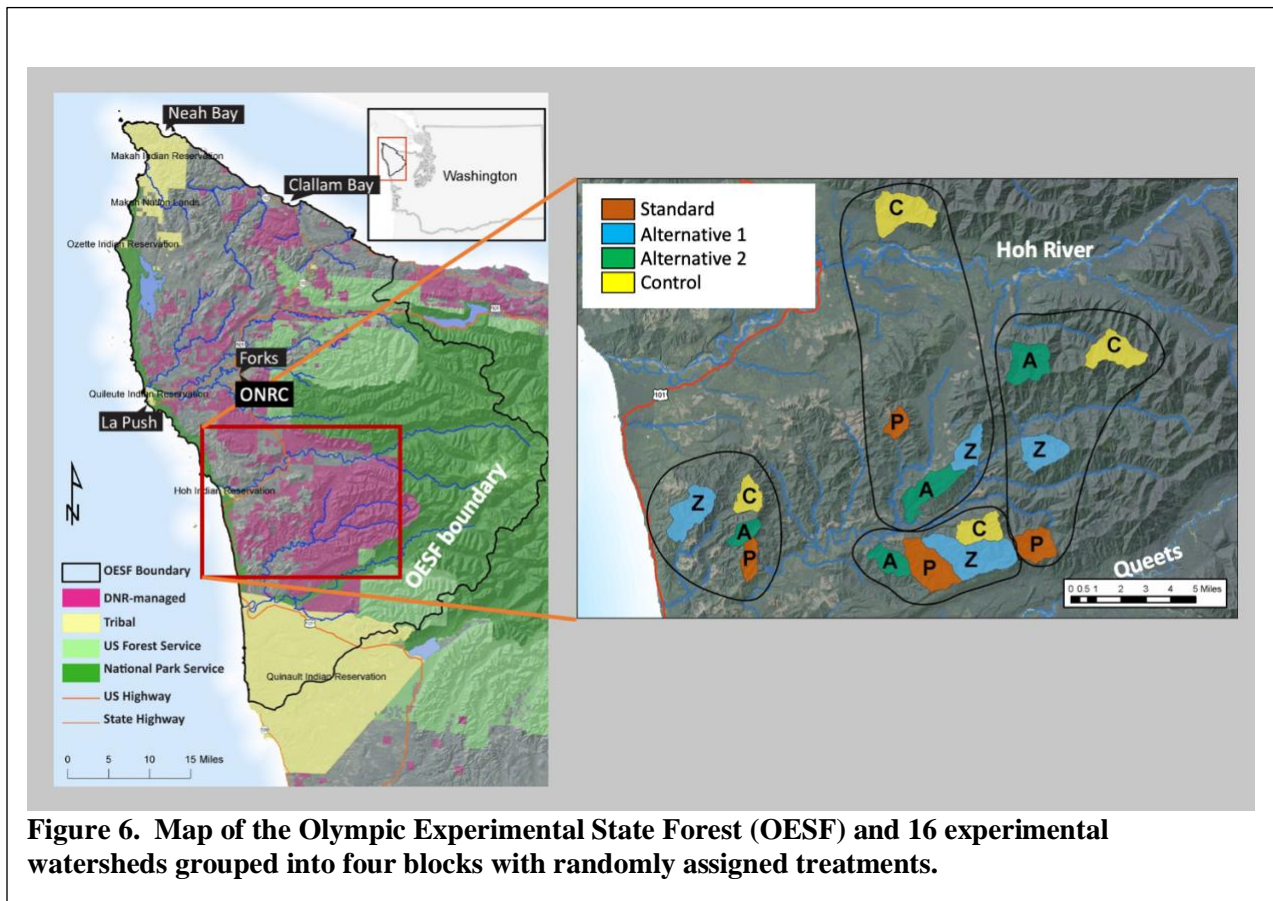 Neah Bay
Makah Indian Reservation
Makah Nation Lands
Clallam Bay
Ozette Indian Reservation
Washington
Forks
ONRC
Quileute Indian Reservation
La Push
N
Hoh Indian Reservation
OESF boundary
OESF Boundary
DNR-managed
Tribal
US Forest Service
National Park Service
US Highway
State Highway
Quinault Indian Reservation
0 5 10 15 Miles
Standard
Alternative 1
Alternative 2
Control
C
Hoh River
101
A
C
P
Z
Z
A
Z
C
A
P
C
A
P
Z
P
Queets
0 0.5 1 2 3 4 5 Miles
Figure 6. Map of the Olympic Experimental State Forest (OESF) and 16 experimental
watersheds grouped into four blocks with randomly assigned treatments.